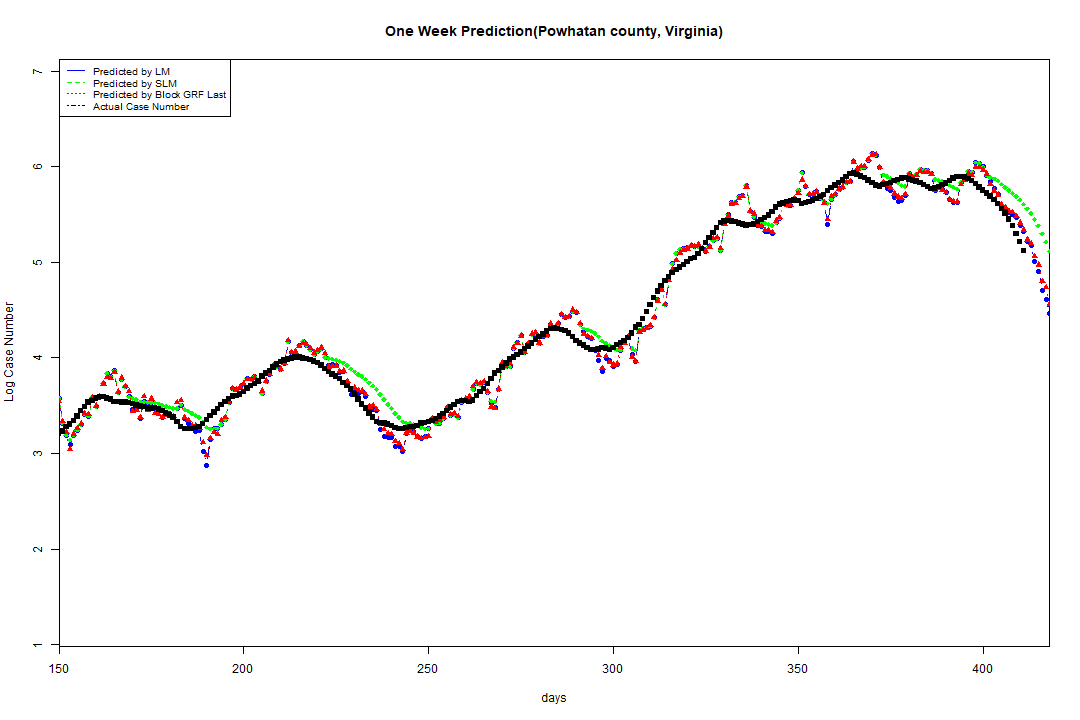 One Week Prediction(Powhatan county, Virginia)
Predicted by LM
Predicted by SLM
Predicted by Block GRF Last
Actual Case Number
Log Case Number
7
6
5
4
3
2
1
150 200 250 300 350 400
days